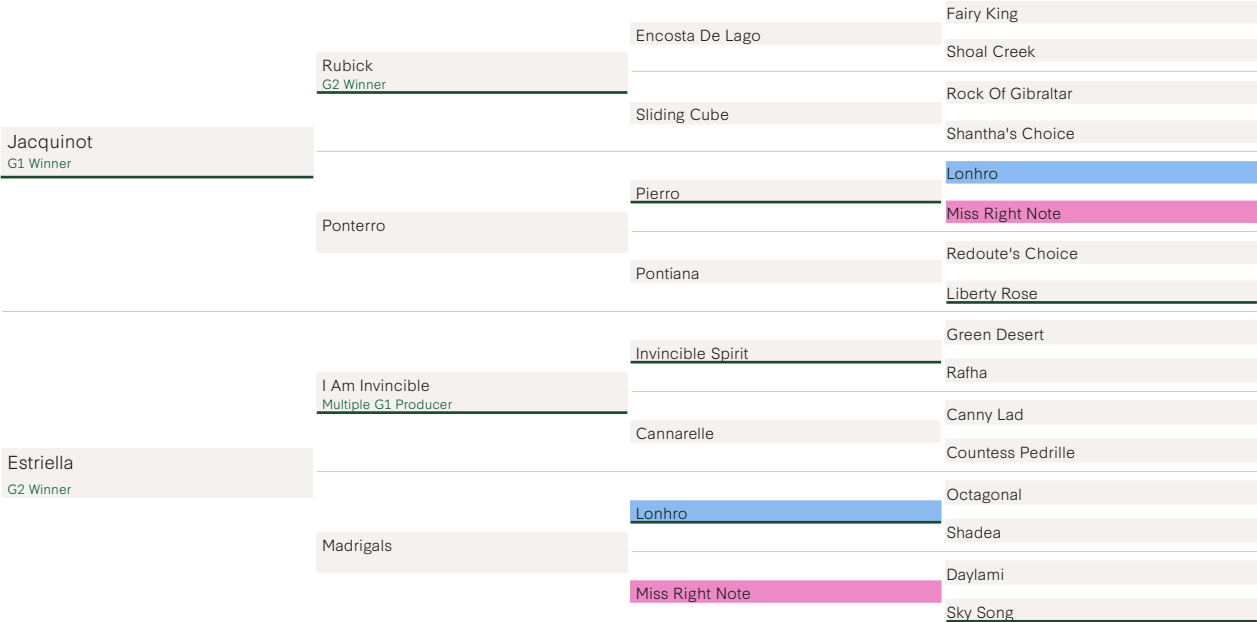 Jacquinot
G1 Winner
Estriella
G2 Winner
Rubick
G2 Winner
Ponterro
I Am Invincible
Multiple G1 Producer
Madrigals
Encosta De Lago
Sliding Cube
Pierro
Pontiana
Invincible Spirit
Cannarelle
Lonhro
Miss Right Note
Fairy King
Shoal Creek
Rock Of Gibraltar
Shantha's Choice
Lonhro
Miss Right Note
Redoute's Choice
Liberty Rose
Green Desert
Rafha
Canny Lad
Countess Pedrille
Octagonal
Shadea
Daylami
Sky Song